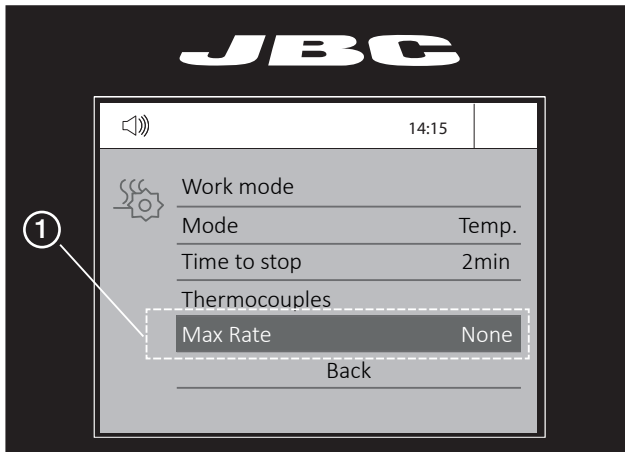 JBC
14:15
Work mode
Mode Temp.
Time to stop 2min
Thermocouples
1
Max Rate None
Back